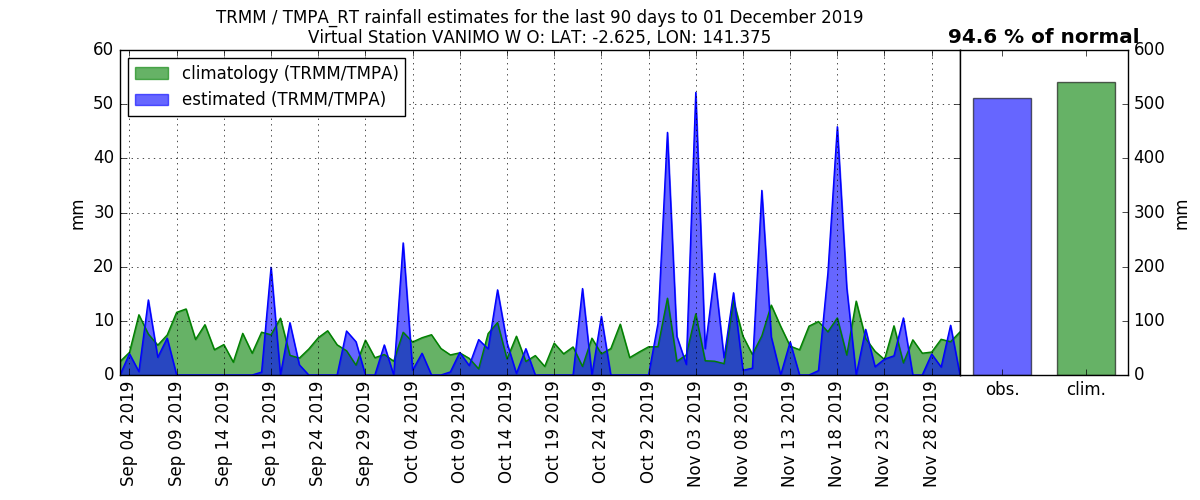 TRMM / TMPA_RT rainfall estimates for the last 90 days to 01 December 2019
Virtual Station VANIMO W O: LAT: -2.625, LON: 141.375
94.6 % of normal
climatology (TRMM/TMPA)
estimated (TRMM/TMPA)
60
50
40
30
20
10
0
mm
600
500
400
300
200
100
0
mm
obs.
clim.
Sep 04 2019
Sep 09 2019
Sep 14 2019
Sep 19 2019
Sep 24 2019
Sep 29 2019
Oct 04 2019
Oct 09 2019
Oct 14 2019
Oct 19 2019
Oct 24 2019
Oct 29 2019
Nov 03 2019
Nov 08 2019
Nov 13 2019
Nov 18 2019
Nov 23 2019
Nov 28 2019